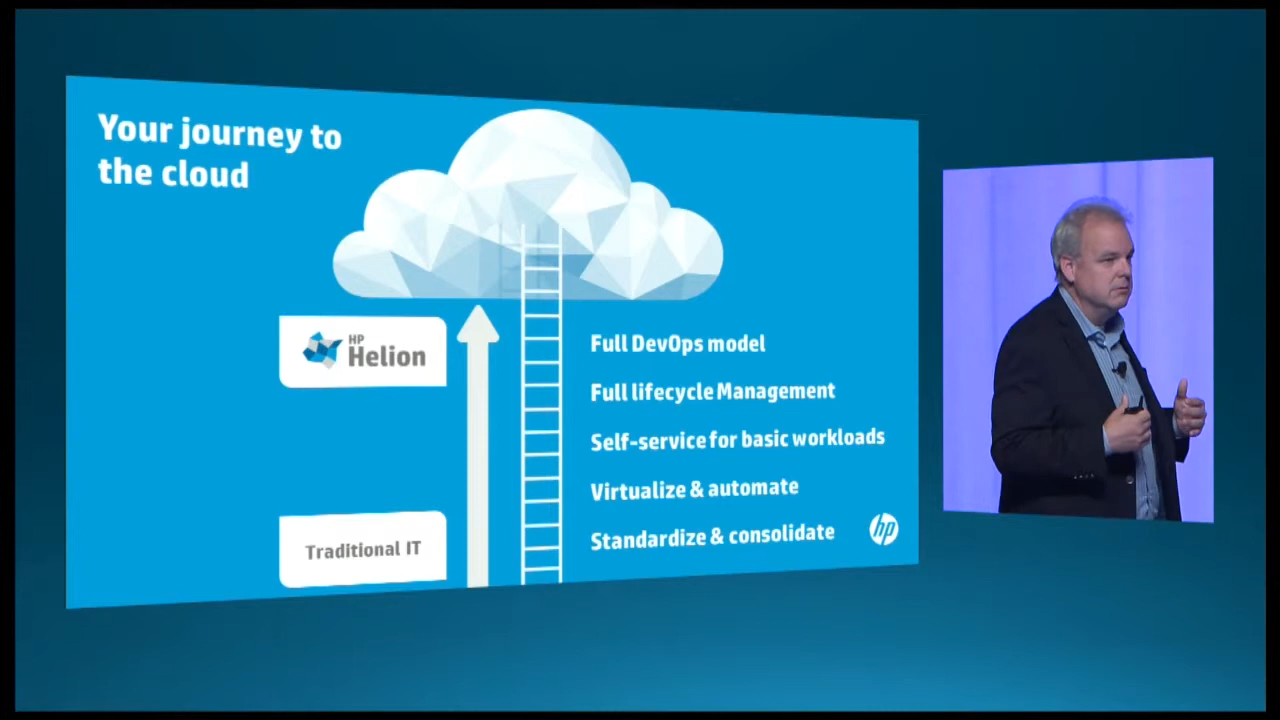 Your journey to
the cloud
HP
Helion
Full DevOps model
Full lifecycle Management
Self-service for basic workloads
Virtualize & automate
Standardize & consolidate
Traditional IT
hp